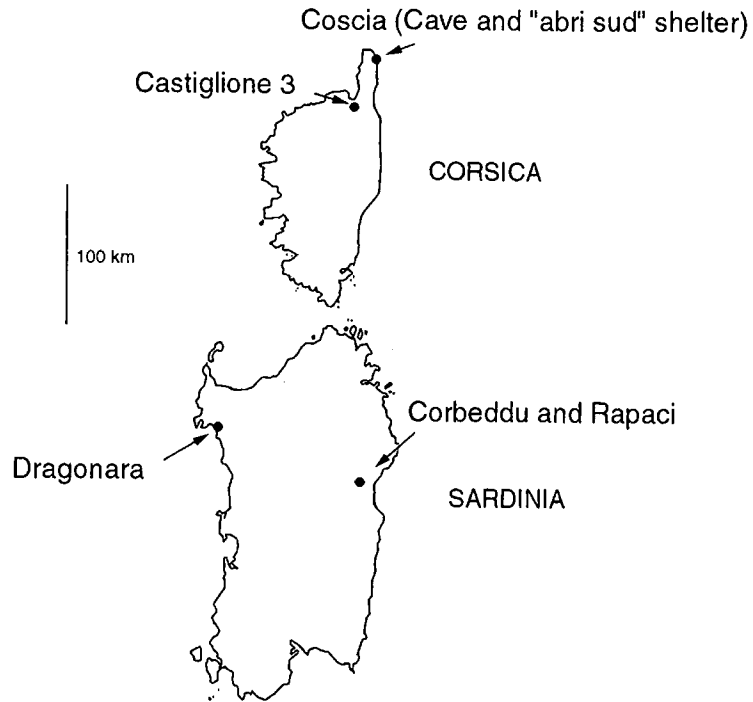 Coscia (Cave and "abri sud" shelter)
Castiglione 3
CORSICA
100 km
Corbeddu and Rapaci
Dragonara
SARDINIA